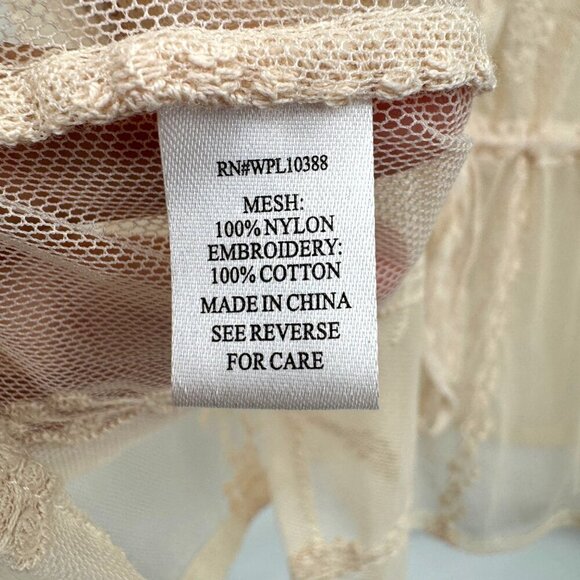 RN#WPL10388
MESH:
100% NYLON
EMBROIDERY:
100% COTTON
MADE IN CHINA
SEE REVERSE
FOR CARE